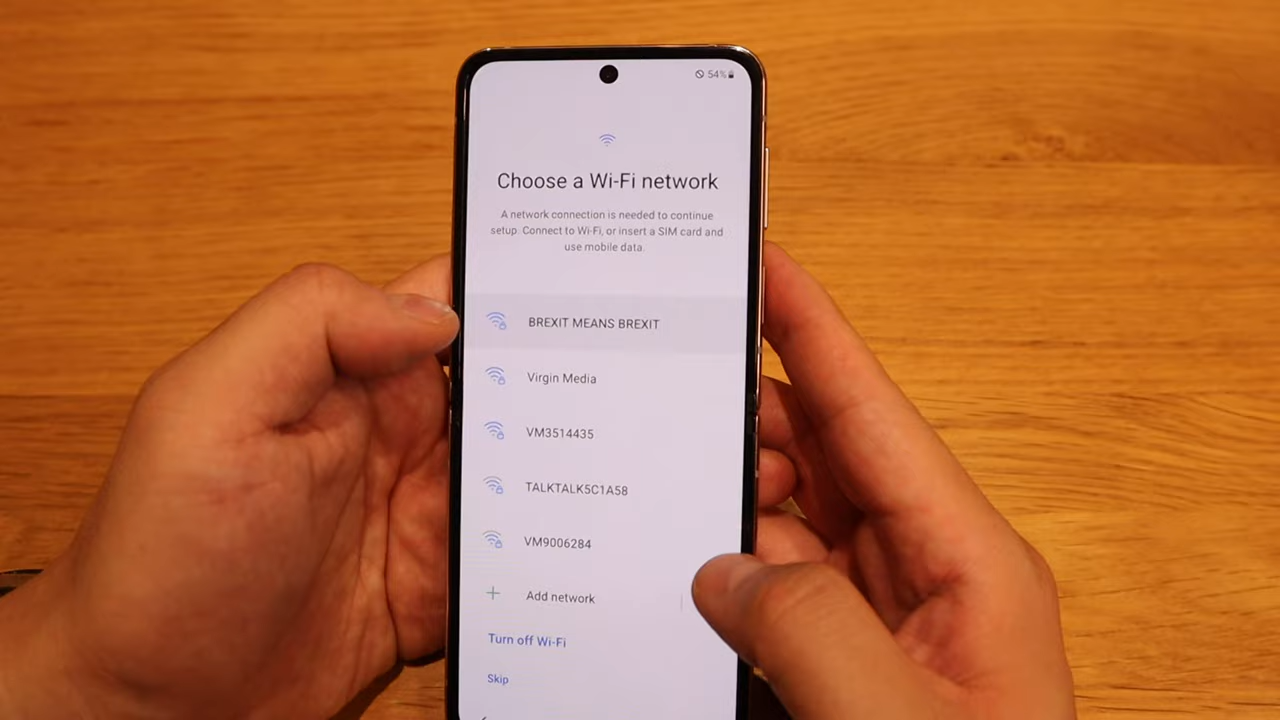 54%
Choose a Wi-Fi network
A network connection is needed to continue
setup. Connect to Wi-Fi, or insert a SIM card and
use mobile data.
BREXIT MEANS BREXIT
Virgin Media
VM3514435
TALKTALK5C1A58
VM9006284
Add network
Turn off Wi-Fi
Skip